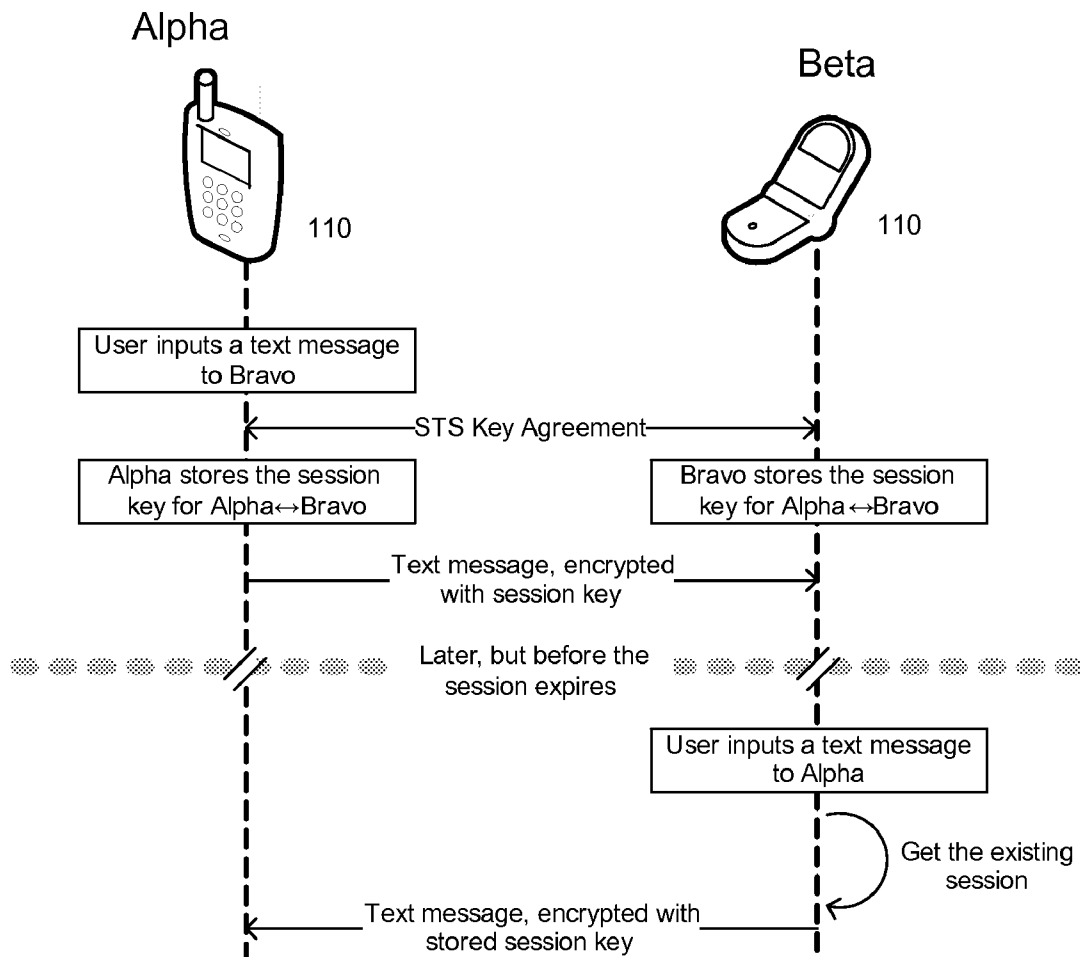 Alpha
Beta
110
110
User inputs a text message
to Bravo
STS Key Agreement
Alpha stores the session
key for Alpha↔Bravo
Bravo stores the session
key for Alpha↔Bravo
Text message, encrypted
with session key
Later, but before the
session expires
User inputs a text message
to Alpha
Get the existing
session
Text message, encrypted with
stored session key